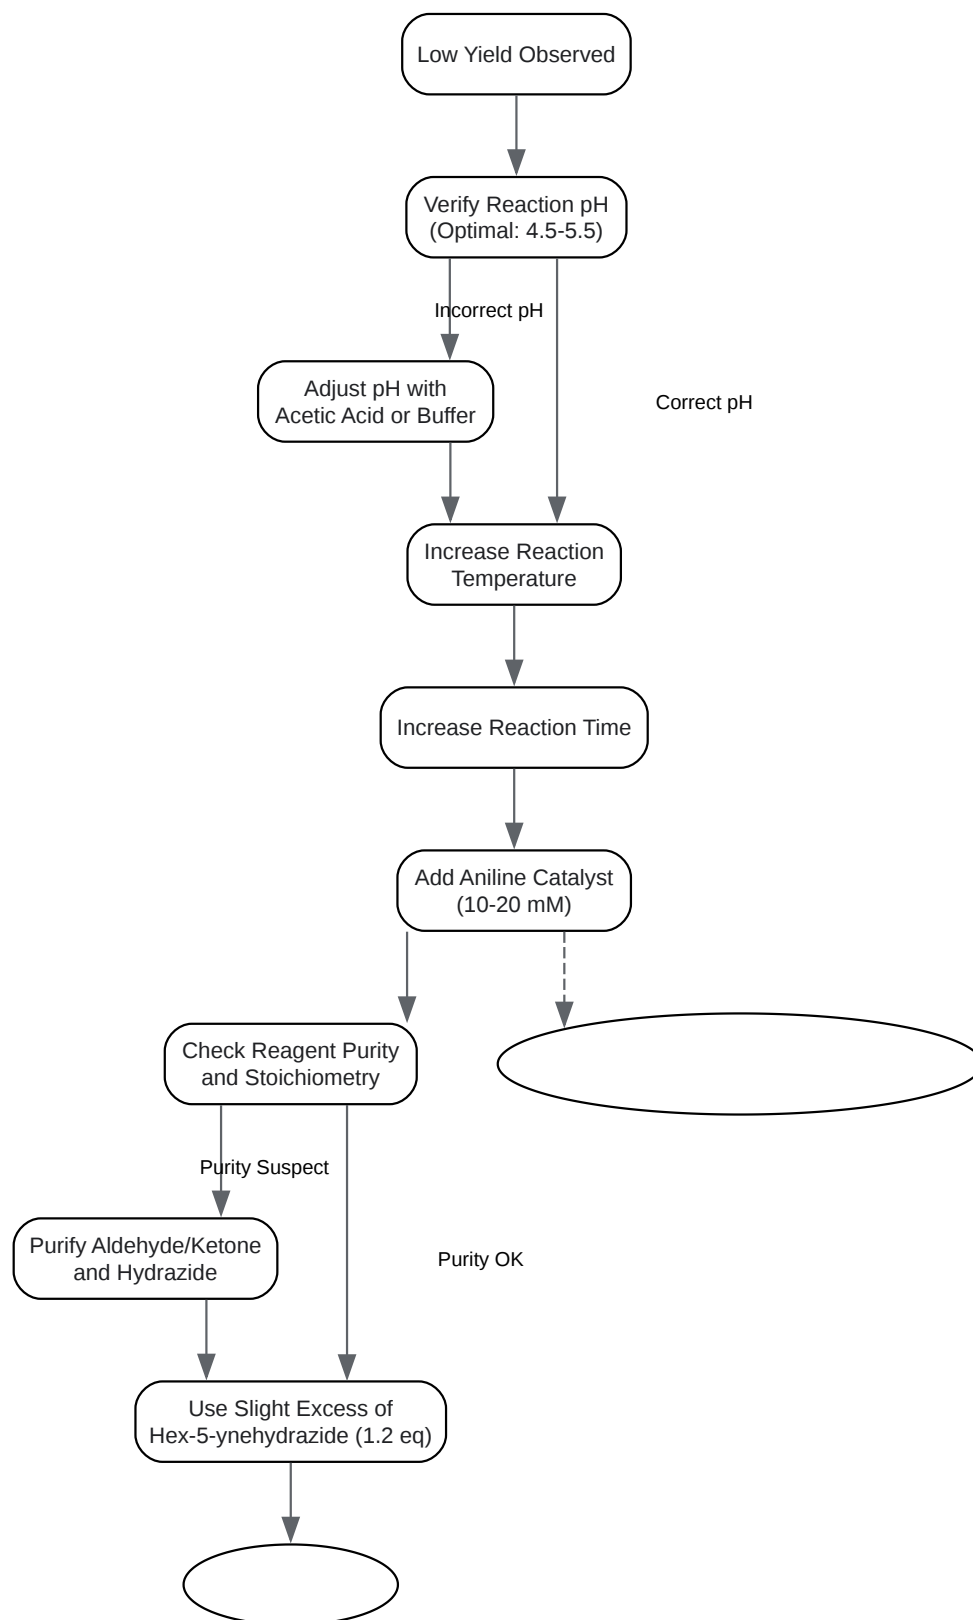 Low Yield Observed
Verify Reaction pH
(Optimal: 4.5-5.5)
Incorrect pH
Adjust pH with
Acetic Acid or Buffer
Correct pH
Increase Reaction
Temperature
Increase Reaction Time
Add Aniline Catalyst
(10-20 mM)
Check Reagent Purity
and Stoichiometry
Purity Suspect
Purify Aldehyde/Ketone
and Hydrazide
Purity OK
Use Slight Excess of
Hex-5-ynehydrazide (1.2 eq)